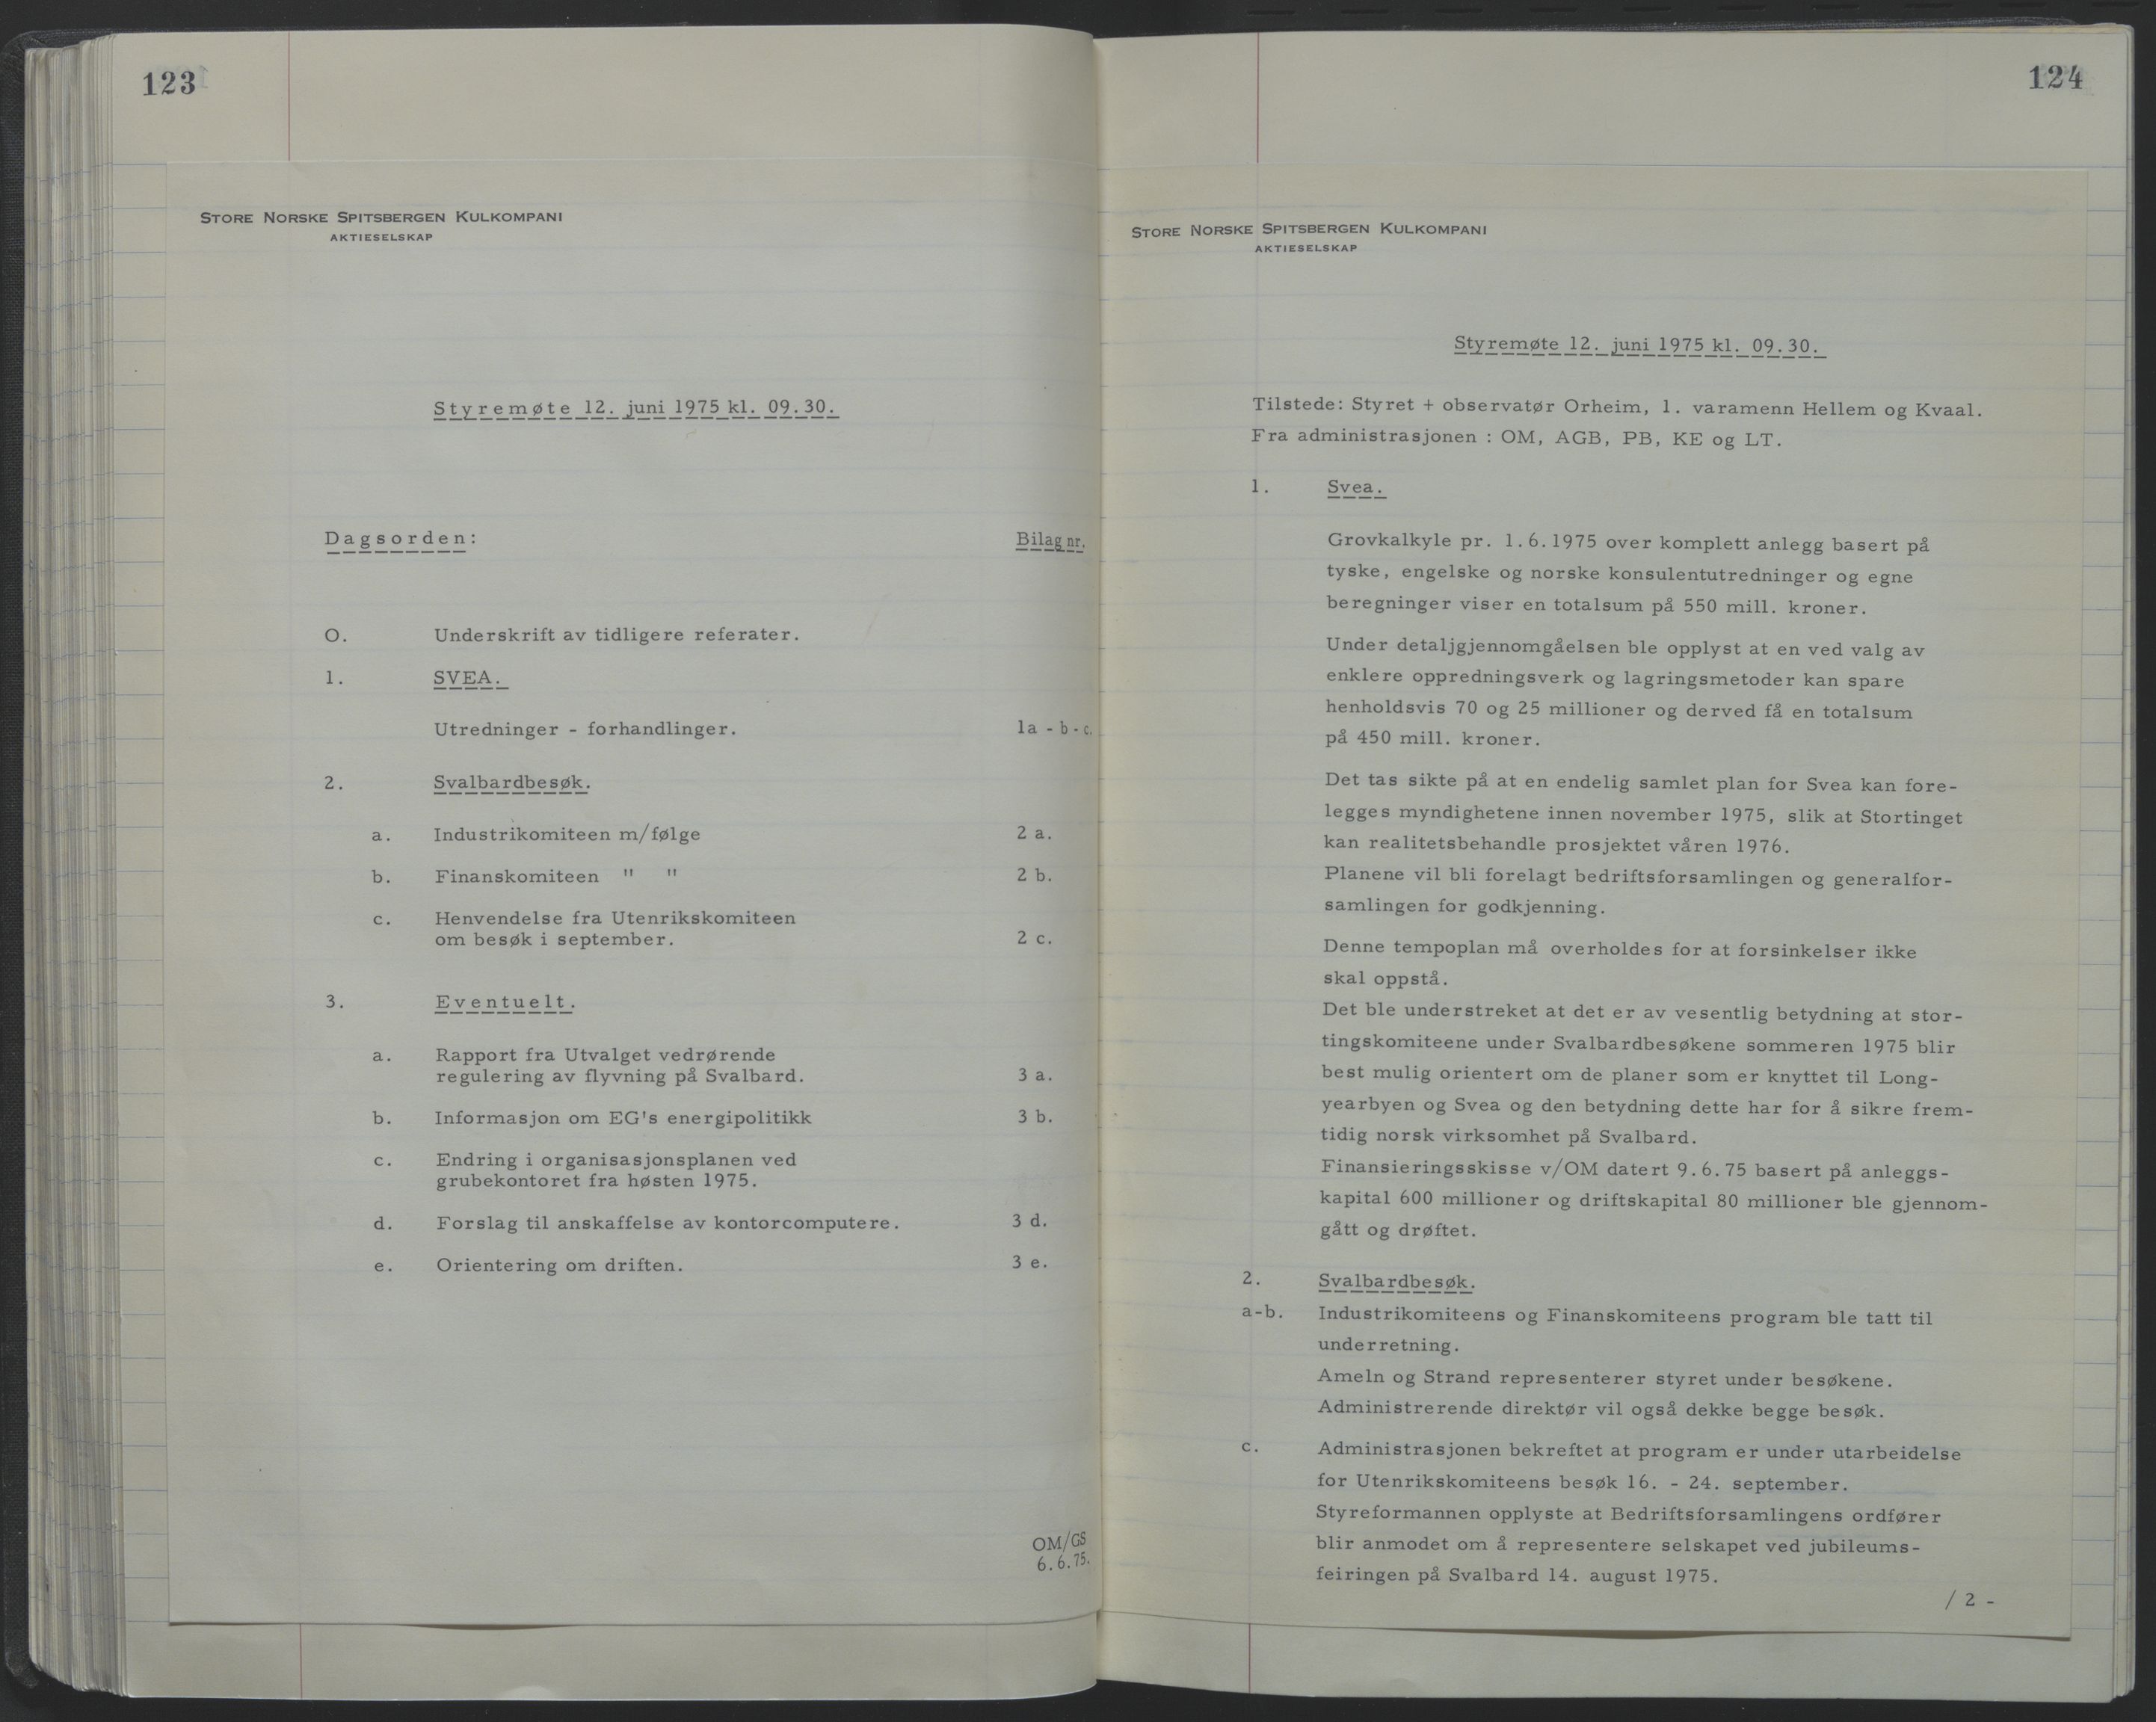 123
STORE NORSKE SPITSBERGEN KULKOMPANI
AKTIESELSKAP
Styremøte 12. juni 1975 kl. 09.30.
Dagsorden: Bilag nr.
O. Underskrift av tidligere referater.
1. SVEA.
Utredninger - forhandlinger. 1a - b - c.
2. Svalbardbesøk.
a. Industrikomiteen m/følge 2 a.
b. Finanskomiteen " " 2 b.
c. Henvendelse fra Utenrikskomiteen
om besøk i september. 2 c.
3. Eventuelt.
a. Rapport fra Utvalget vedrørende
regulering av flyvning på Svalbard. 3 a.
b. Informasjon om EG's energipolitikk 3 b.
c. Endring i organisasjonsplanen ved
grubekontoret fra høsten 1975.
d. Forslag til anskaffelse av kontorcomputere. 3 d.
e. Orientering om driften. 3 e.
OM/GS
6.6.75.
124
STORE NORSKE SPITSBERGEN KULKOMPANI
AKTIESELSKAP
Styremøte 12. juni 1975 kl. 09.30.
Tilstede: Styret + observatør Orheim, 1. varamenn Hellem og Kvaal.
Fra administrasjonen : OM, AGB, PB, KE og LT.
1. Svea.
Grovkalkyle pr. 1.6.1975 over komplett anlegg basert på
tyske, engelske og norske konsulentutredninger og egne
beregninger viser en totalsum på 550 mill. kroner.
Under detaljgjennomgåelsen ble opplyst at en ved valg av
enklere oppredningsverk og lagringsmetoder kan spare
henholdsvis 70 og 25 millioner og derved få en totalsum
på 450 mill. kroner.
Det tas sikte på at en endelig samlet plan for Svea kan fore-
legges myndighetene innen november 1975, slik at Stortinget
kan realitetsbehandle prosjektet våren 1976.
Planene vil bli forelagt bedriftsforsamlingen og generalfor-
samlingen for godkjenning.
Denne tempoplan må overholdes for at forsinkelser ikke
skal oppstå.
Det ble understreket at det er av vesentlig betydning at stor-
tingskomiteene under Svalbardbesøkene sommeren 1975 blir
best mulig orientert om de planer som er knyttet til Long-
yearbyen og Svea og den betydning dette har for å sikre frem-
tidig norsk virksomhet på Svalbard.
Finansieringsskisse v/OM datert 9.6.75 basert på anleggs-
kapital 600 millioner og driftskapital 80 millioner ble gjennom-
gått og drøftet.
2. Svalbardbesøk.
a-b. Industrikomiteens og Finanskomiteens program ble tatt til
underretning.
Ameln og Strand representerer styret under besøkene.
Administrerende direktør vil også dekke begge besøk.
c. Administrasjonen bekreftet at program er under utarbeidelse
for Utenrikskomiteens besøk 16. - 24. september.
Styreformannen opplyste at Bedriftsforsamlingens ordfører
blir anmodet om å representere selskapet ved jubileums-
feiringen på Svalbard 14. august 1975.
/ 2 -